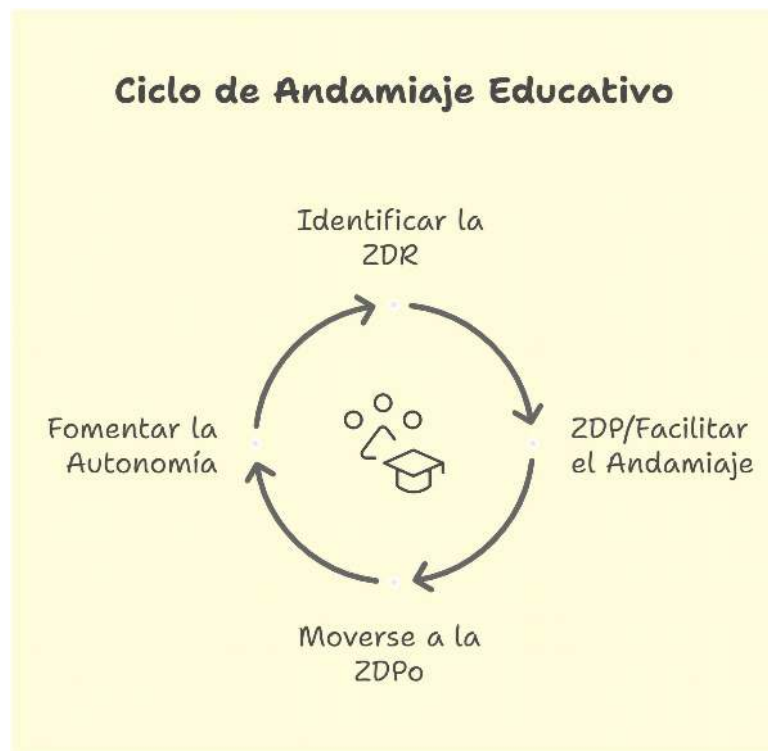 Ciclo de Andamiaje Educativo
Identificar la
ZDR
Fomentar la
Autonomía
ZDP/Facilitar
el Andamiaje
Moverse a la
ZDPo